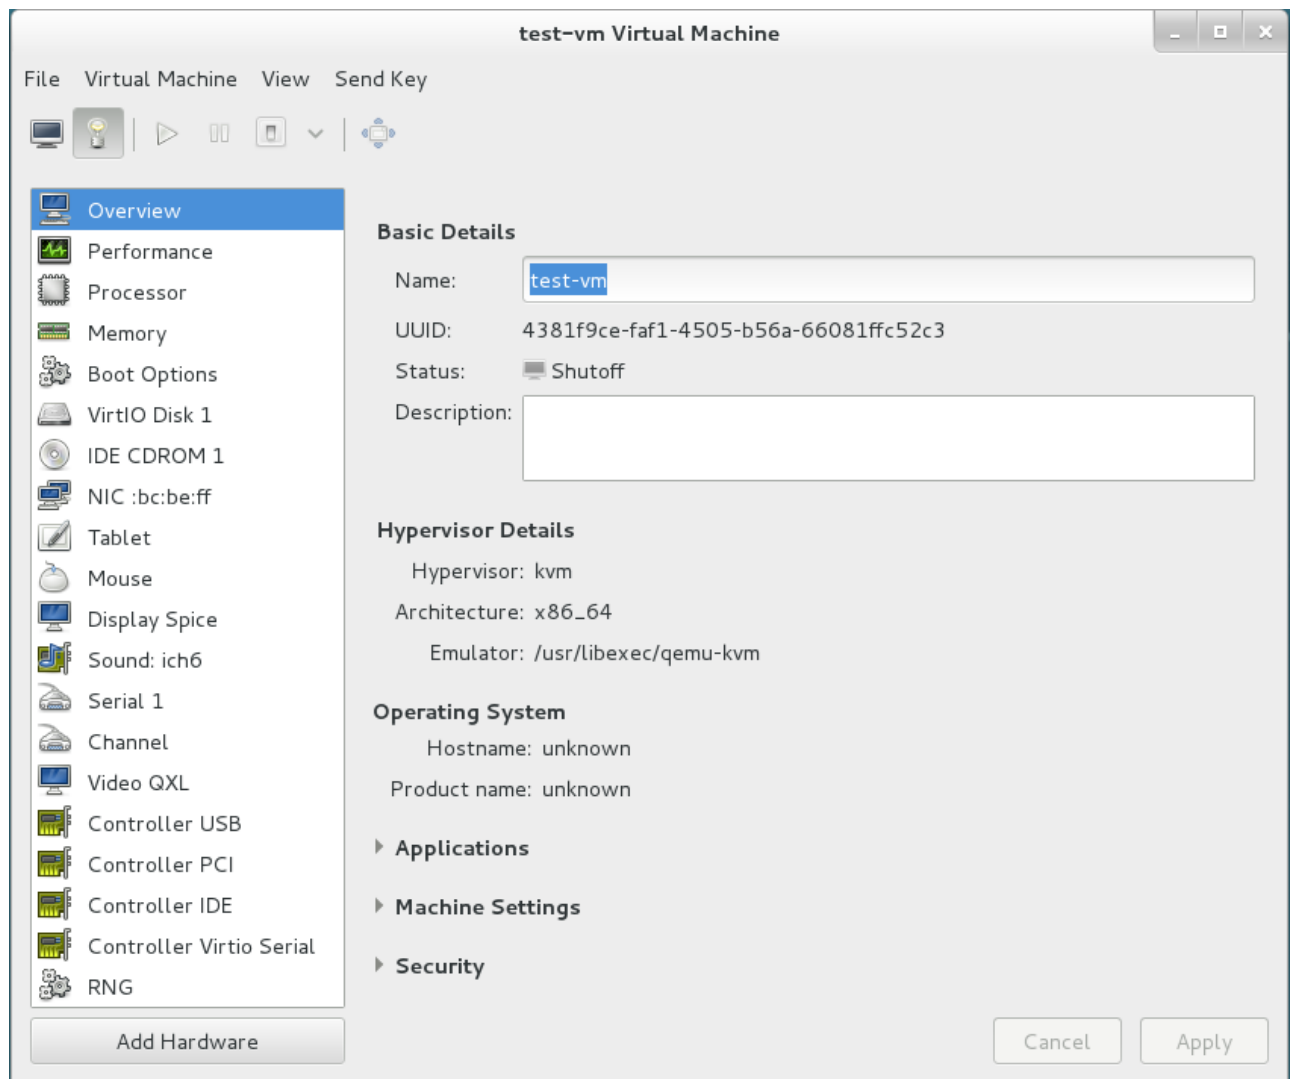 test-vm Virtual Machine
File Virtual Machine View Send Key
Overview
Performance
Processor
Memory
Boot Options
VirtIO Disk 1
IDE CDROM 1
NIC :bc:be:ff
Tablet
Mouse
Display Spice
Sound: ich6
Serial 1
Channel
Video QXL
Controller USB
Controller PCI
Controller IDE
Controller Virtio Serial
RNG
Add Hardware
Basic Details
Name: test-vm
UUID: 4381f9ce-faf1-4505-b56a-66081ffc52c3
Status: Shutoff
Description:
Hypervisor Details
Hypervisor: kvm
Architecture: x86_64
Emulator: /usr/libexec/qemu-kvm
Operating System
Hostname: unknown
Product name: unknown
Applications
Machine Settings
Security
Cancel Apply